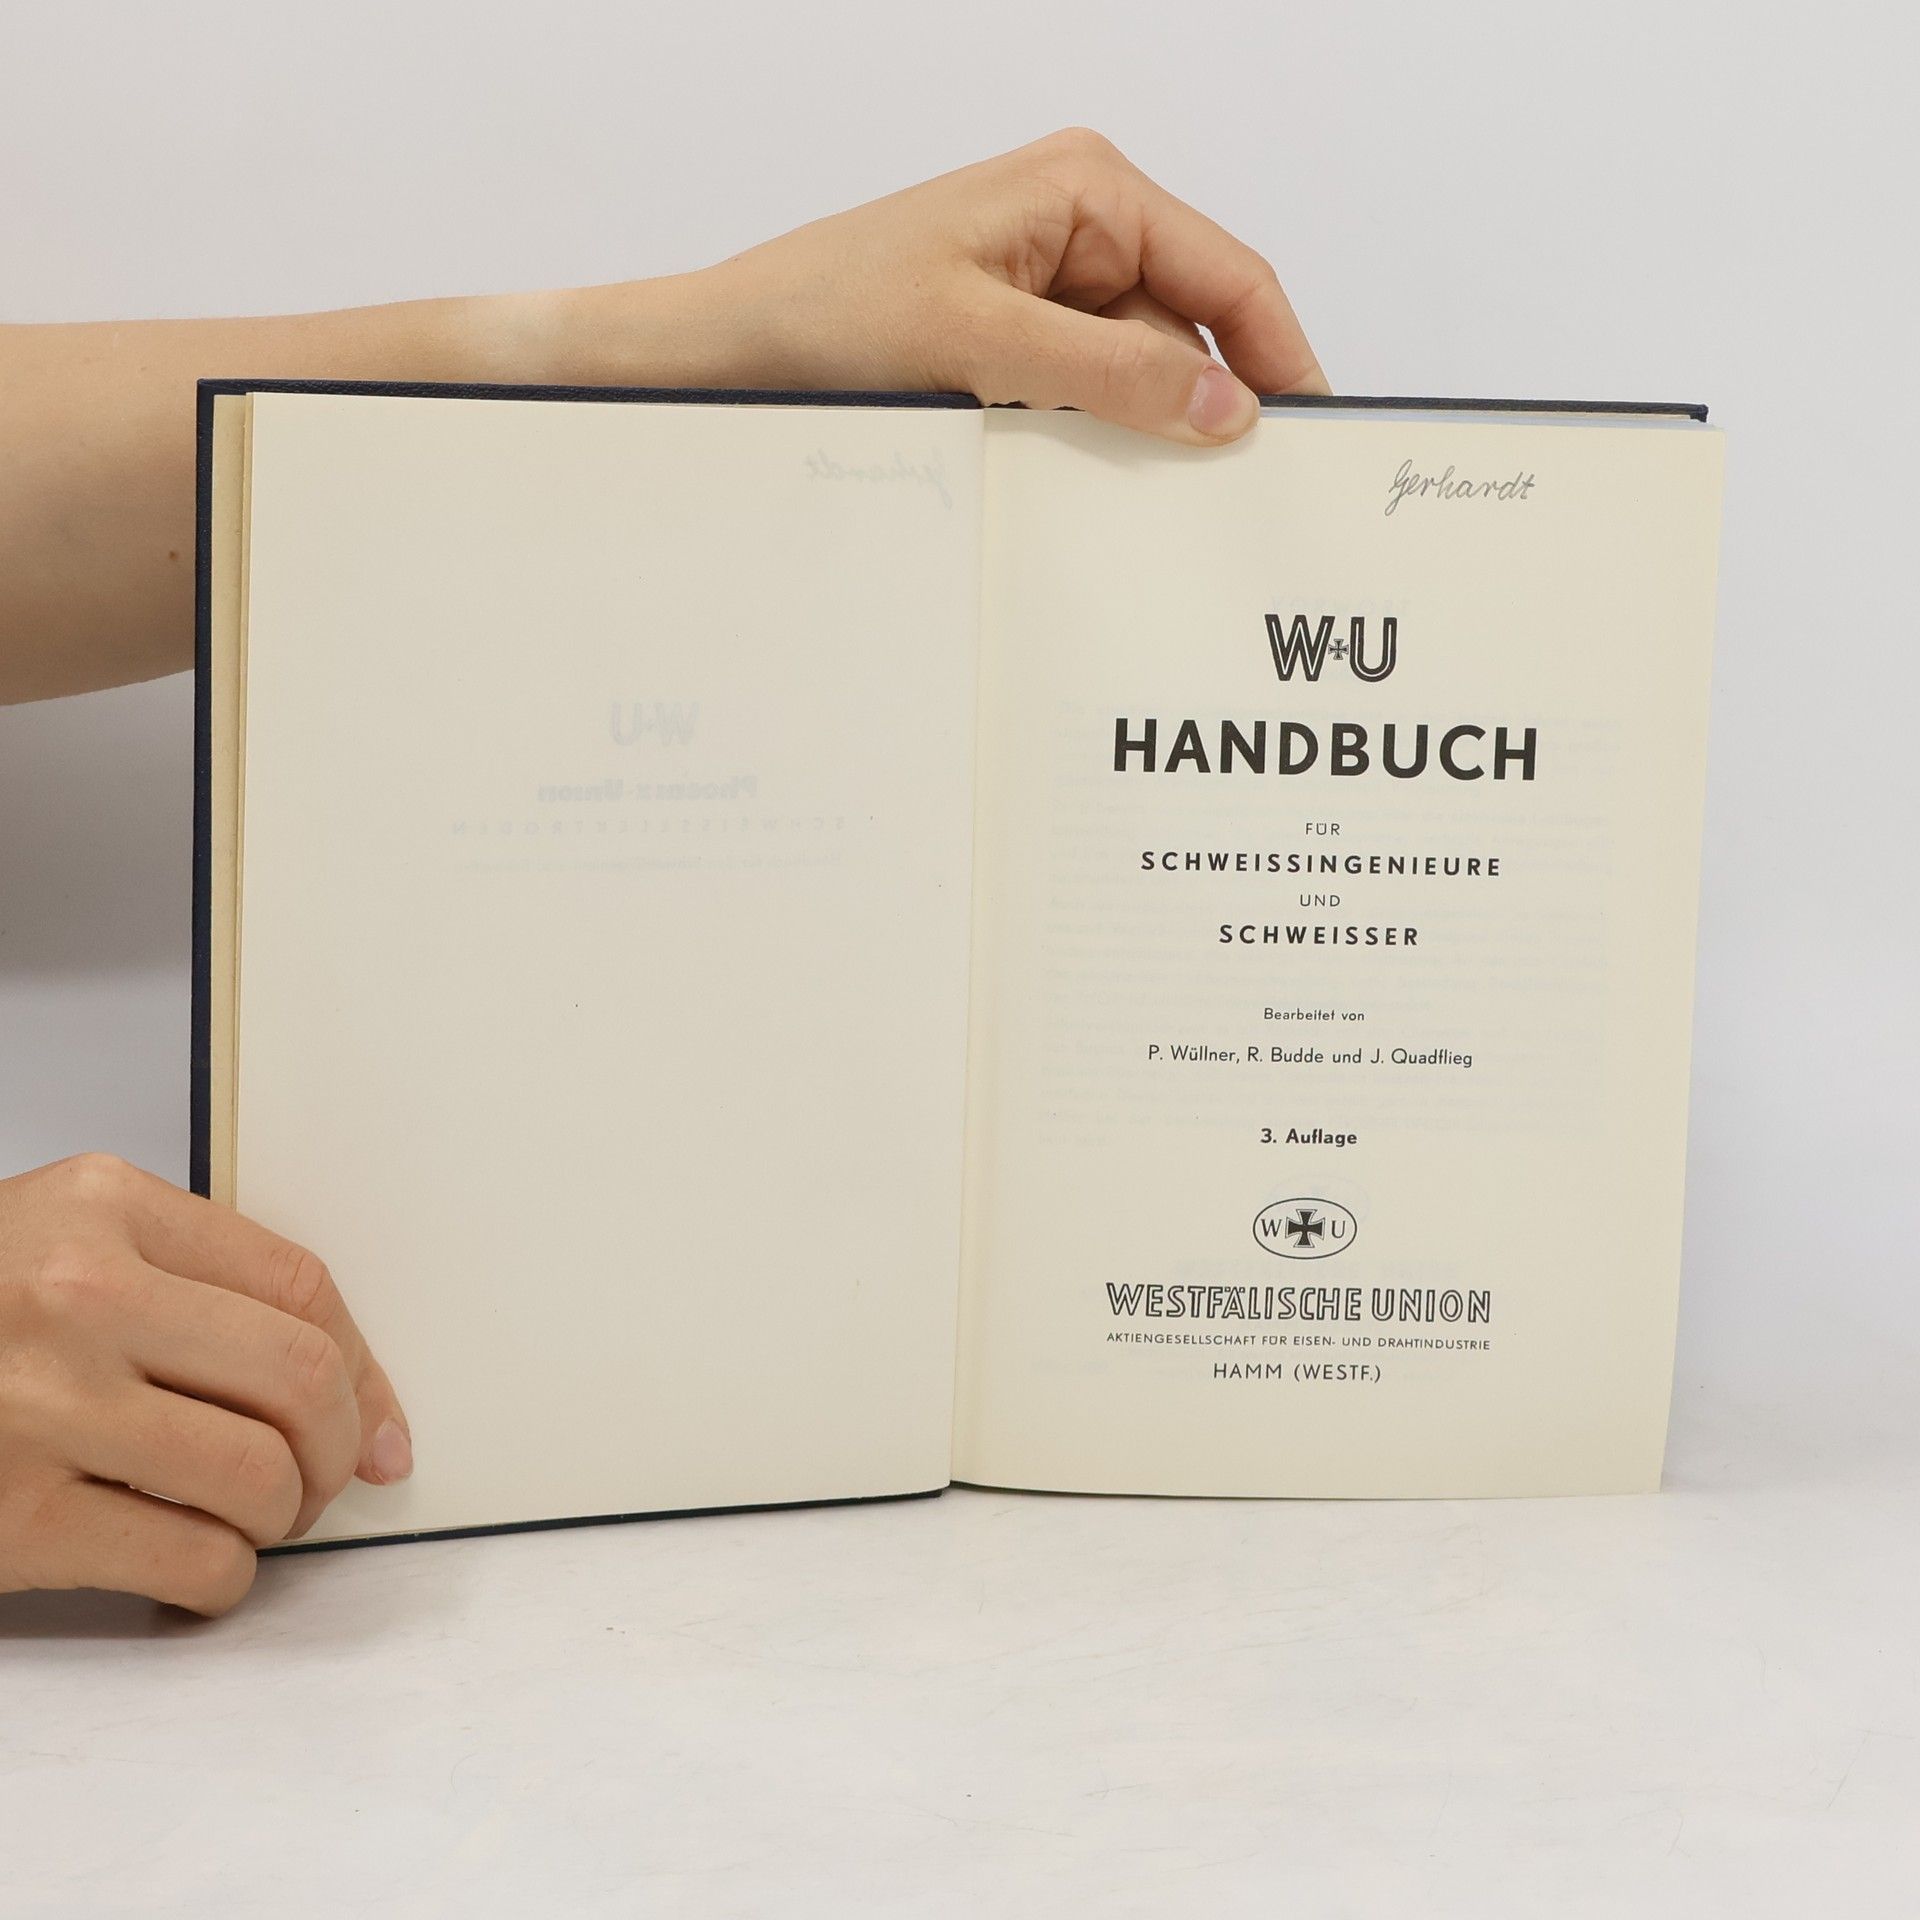 Gerhardt
W+U
HANDBUCH
FÜR
SCHWEISSINGENIEURE
UND
SCHWEISSER
Bearbeitet von
P. Wüllner, R. Budde und J. Quadflieg
3. Auflage
W U
WESTFÄLISCHE UNION
AKTIENGESELLSCHAFT FÜR EISEN- UND DRAHTINDUSTRIE
HAMM (WESTF.)